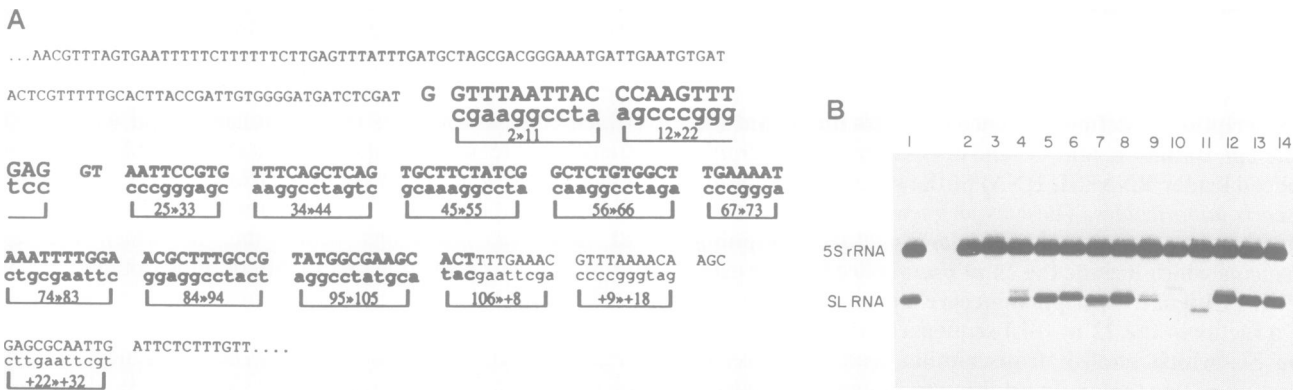 A
...AACGTTTAGTGAATTTTTCTTTTTTCTTGAGTTTATTTGATGCTAGCGACGGGAAATGATTGAATGTGAT
ACTCGTTTTTGCACTTACCGATTGTGGGGATGATCTCGAT G GTTTAATTAC CCAAGTTT
cgaaggccta agcccggg
2»11 12»22
GAG GT AATTCCGTG TTTCAGCTCAG TGCTTCTATCG GCTCTGTGGCT TGAAAAT
tcc cccgggagc aaggcctagtc gcaaaggccta caaggcctaga cccggga
25»33 34»44 45»55 56»66 67»73
AAATTTTGGA ACGCTTTGCCG TATGGCGAAGC ACTTTTGAAAC GTTTAAAACA AGC
ctgcgaattc ggaggcctact aggcctatgca tacgaattcga ccccgggtag
74»83 84»94 95»105 106»+8 +9»+18
GAGCGCAATTG ATTCTCTTTGTT....
cttgaattcgt
+22»+32
B
1 2 3 4 5 6 7 8 9 10 11 12 13 14
5S rRNA
SL RNA